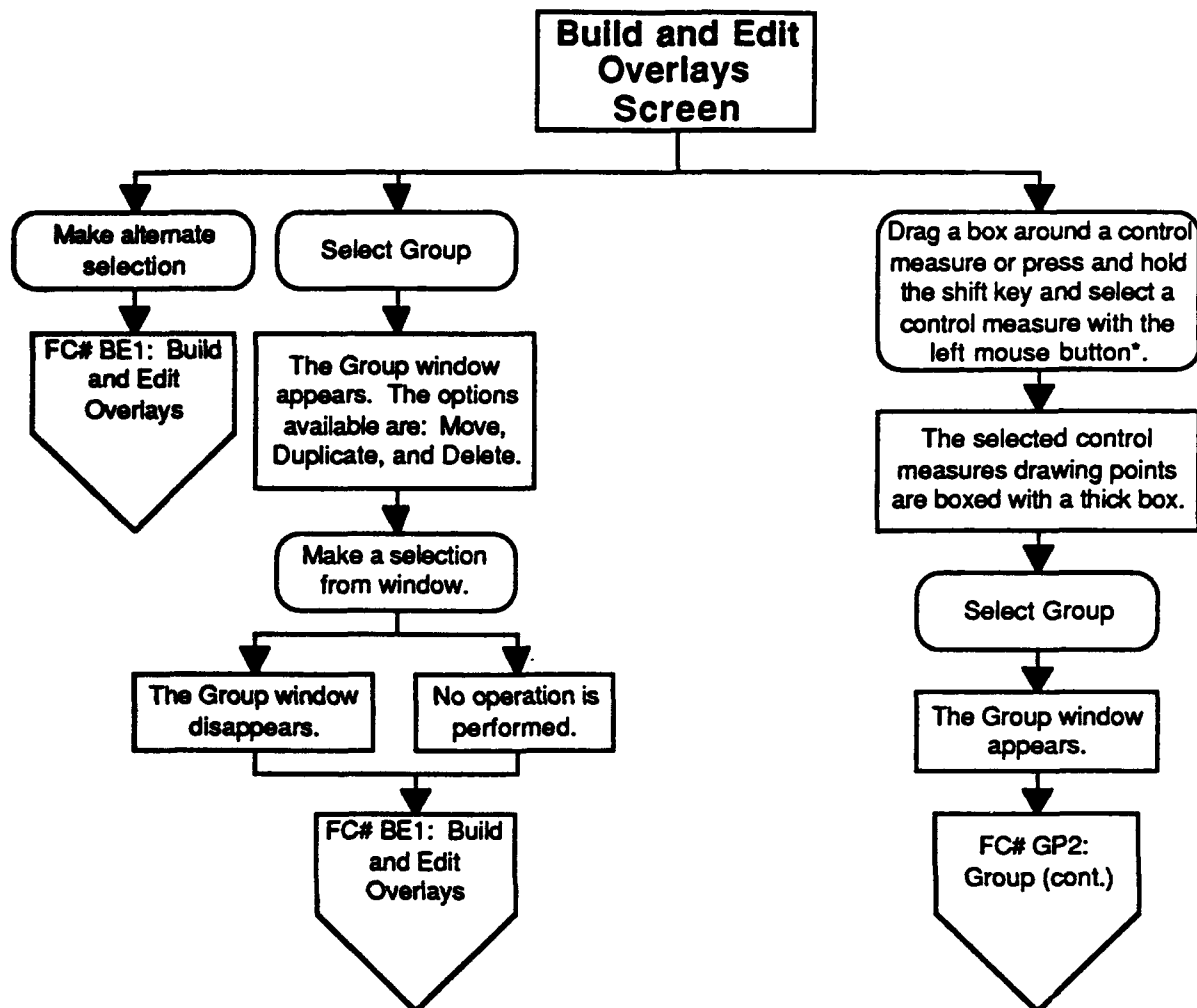 Build and Edit
Overlays
Screen
Make alternate
selection
FC# BE1: Build
and Edit
Overlays
Select Group
The Group window
appears. The options
available are: Move,
Duplicate, and Delete.
Make a selection
from window.
The Group window
disappears.
No operation is
performed.
FC# BE1: Build
and Edit
Overlays
Drag a box around a control
measure or press and hold
the shift key and select a
control measure with the
left mouse button*.
The selected control
measures drawing points
are boxed with a thick box.
Select Group
The Group window
appears.
FC# GP2:
Group (cont.)